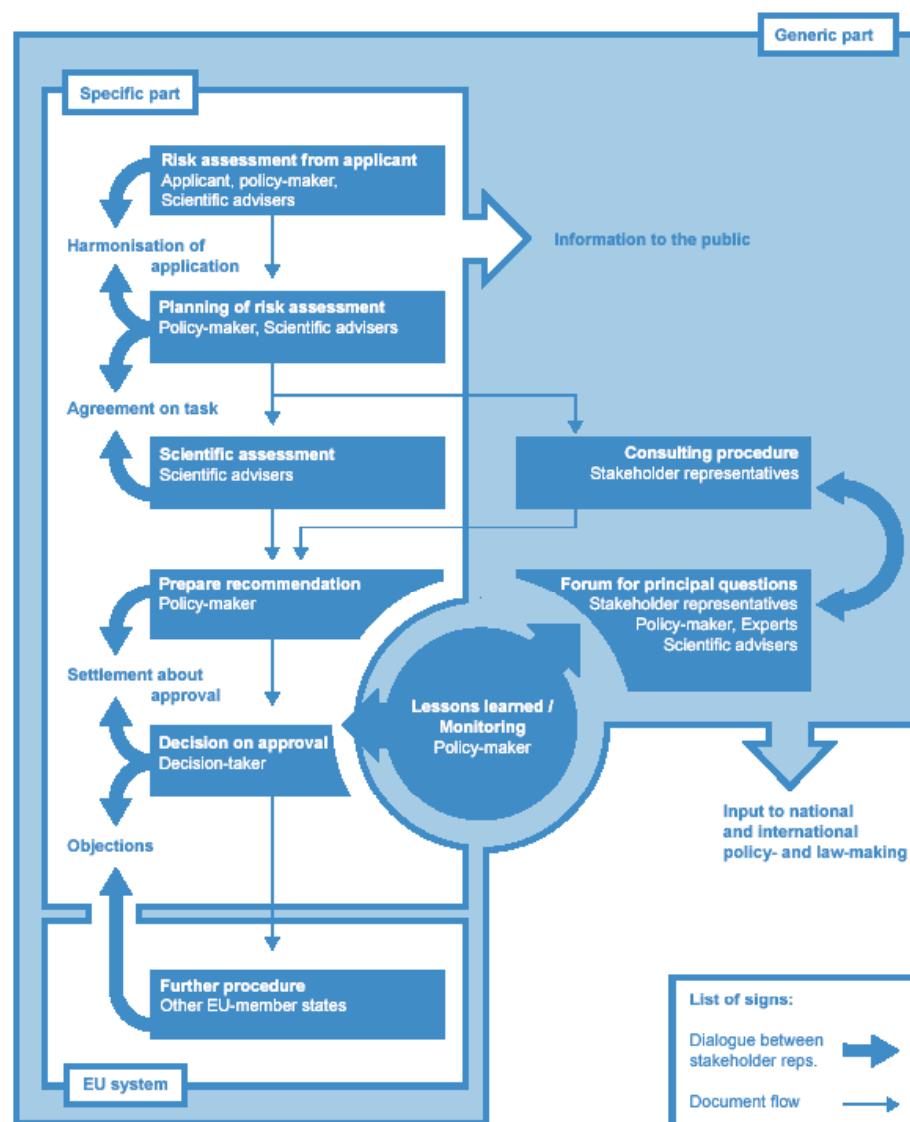 Generic part
Specific part
Risk assessment from applicant
Applicant, policy-maker,
Scientific advisers
Information to the public
Harmonisation of
application
Planning of risk assessment
Policy-maker, Scientific advisers
Agreement on task
Scientific assessment
Scientific advisers
Consulting procedure
Stakeholder representatives
Prepare recommendation
Policy-maker
Forum for principal questions
Stakeholder representatives
Policy-maker, Experts
Scientific advisers
Settlement about
approval
Lessons learned /
Monitoring
Policy-maker
Decision on approval
Decision-taker
Objections
Input to national
and international
policy- and law-making
Further procedure
Other EU-member states
EU system
List of signs:
Dialogue between
stakeholder reps.
Document flow